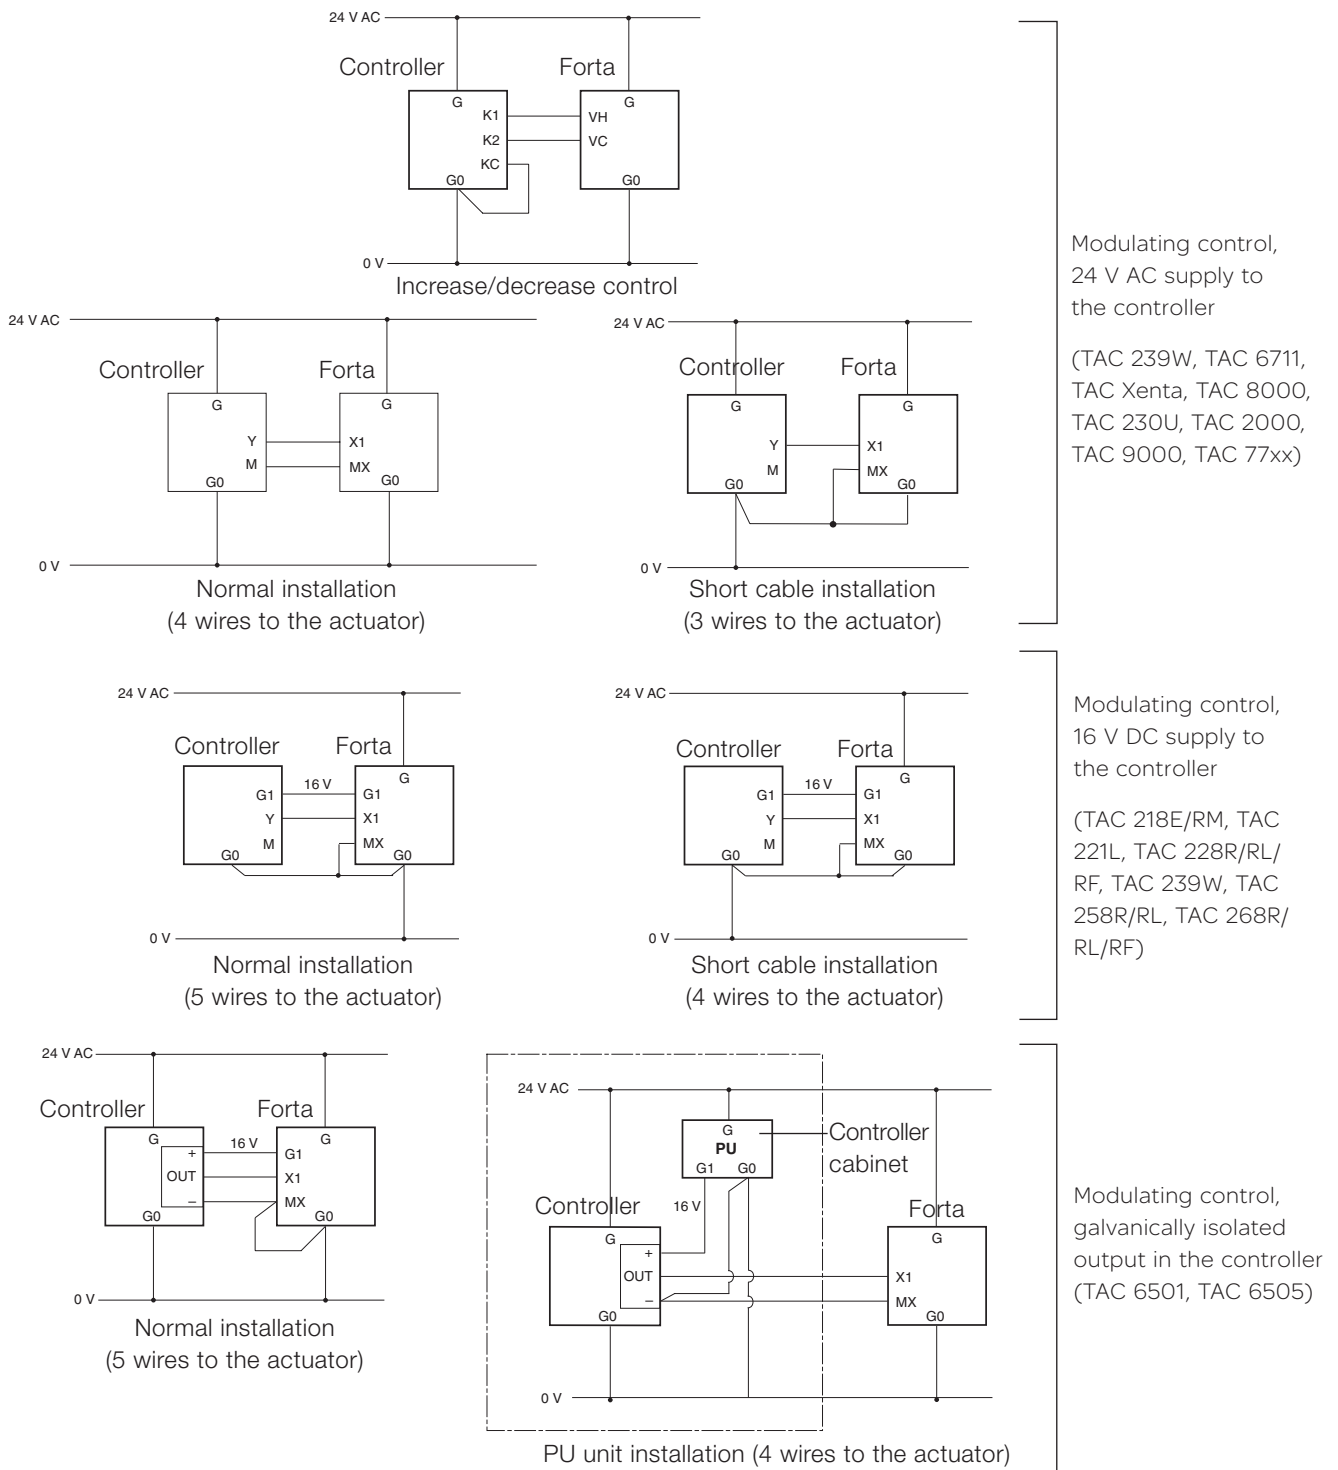 24 V AC
Controller
Forta
G
G
K1
VH
K2
VC
KC
G0
G0
0 V
Increase/decrease control
24 V AC
Controller
Forta
G
G
Y
X1
M
MX
G0
G0
0 V
Normal installation
(4 wires to the actuator)
24 V AC
Controller
Forta
G
G
Y
X1
M
MX
G0
G0
0 V
Short cable installation
(3 wires to the actuator)
Modulating control,
24 V AC supply to
the controller
(TAC 239W, TAC 6711,
TAC Xenta, TAC 8000,
TAC 230U, TAC 2000,
TAC 9000, TAC 77xx)
24 V AC
Controller
Forta
G
G1
16 V
G1
Y
X1
M
MX
G0
G0
0 V
Normal installation
(5 wires to the actuator)
24 V AC
Controller
Forta
G
G1
16 V
G1
Y
X1
M
MX
G0
G0
0 V
Short cable installation
(4 wires to the actuator)
Modulating control,
16 V DC supply to
the controller
(TAC 218E/RM, TAC
221L, TAC 228R/RL/
RF, TAC 239W, TAC
258R/RL, TAC 268R/
RL/RF)
24 V AC
Controller
Forta
G
G
+
16 V
G1
OUT
X1
–
MX
G0
G0
0 V
Normal installation
(5 wires to the actuator)
24 V AC
G
PU
G1 G0
Controller
cabinet
Controller
16 V
Forta
G
G
+
OUT
X1
–
MX
G0
G0
0 V
PU unit installation (4 wires to the actuator)
Modulating control,
galvanically isolated
output in the controller
(TAC 6501, TAC 6505)